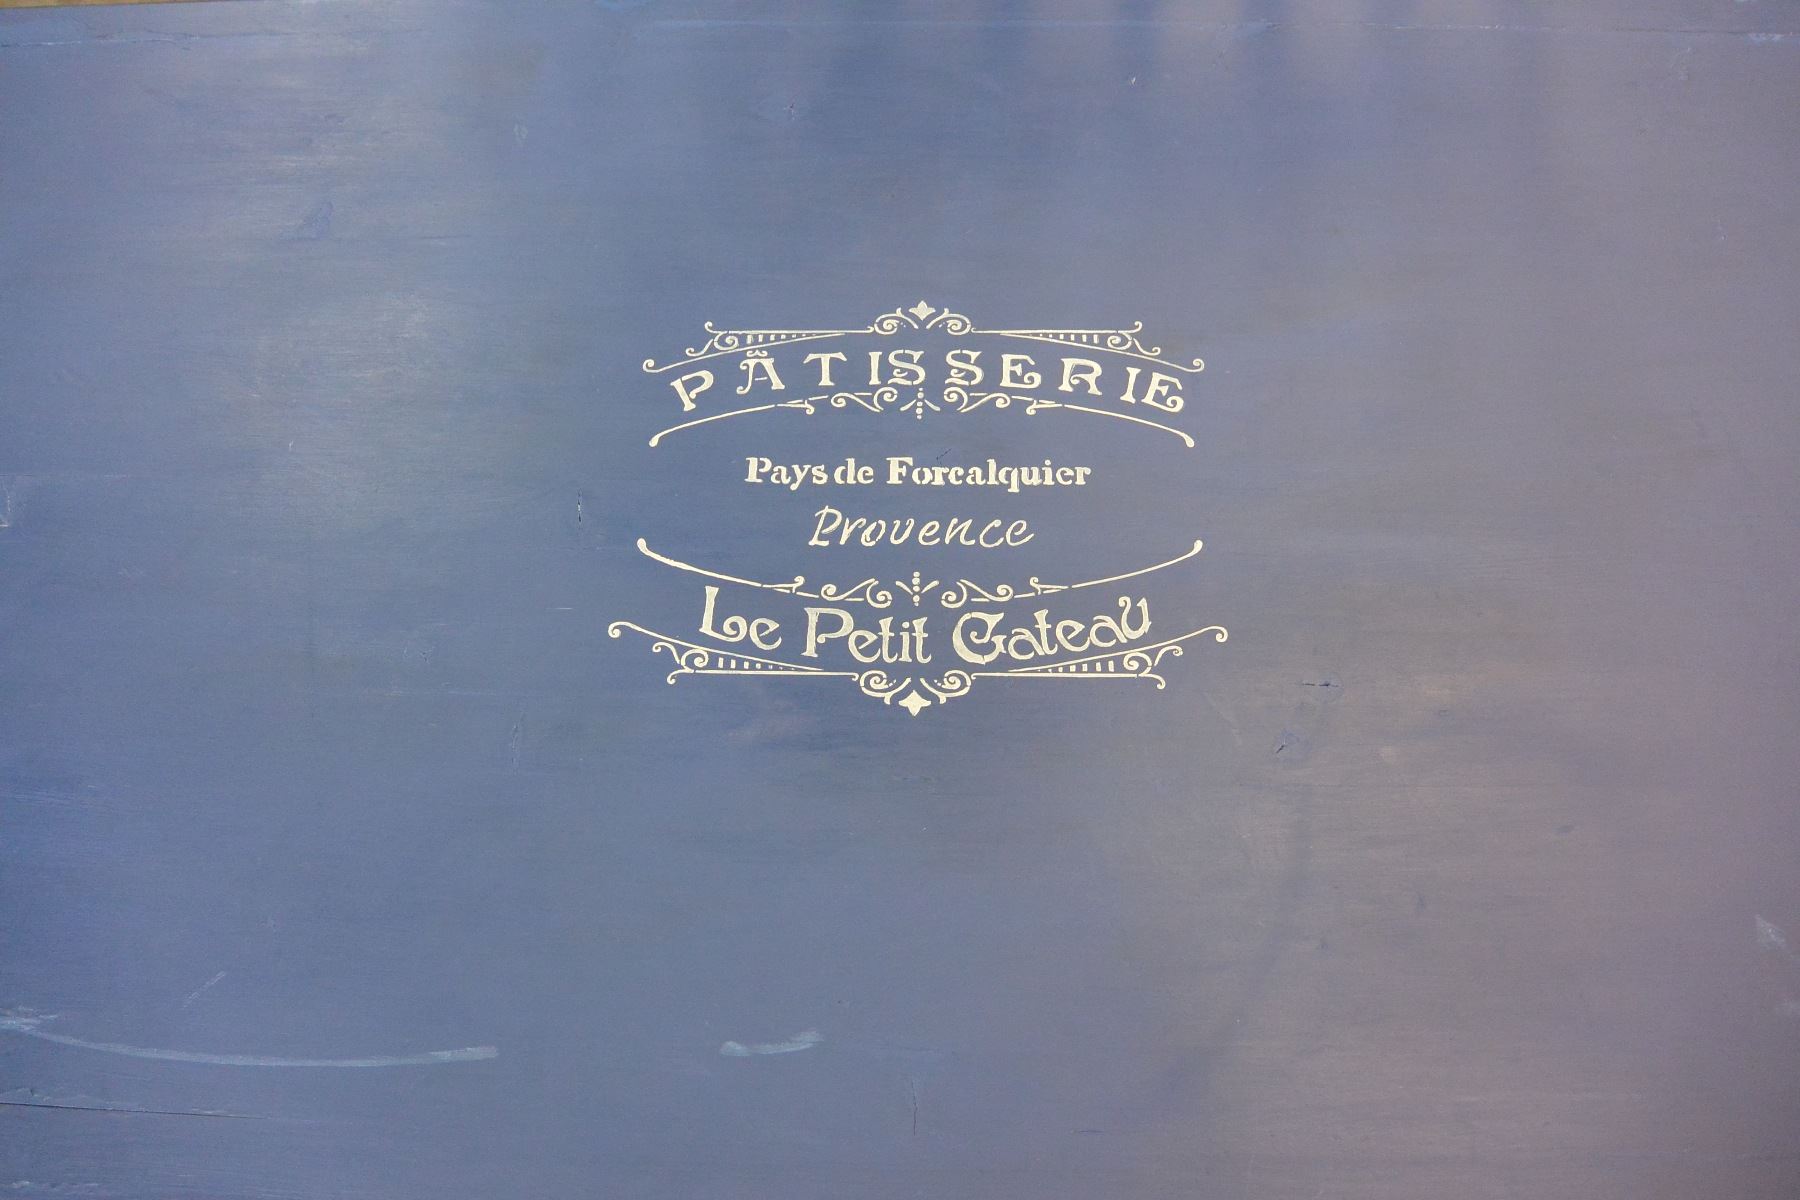 PÂTISSERIE
Pays de Forcalquier
Provence
Le Petit Gateau